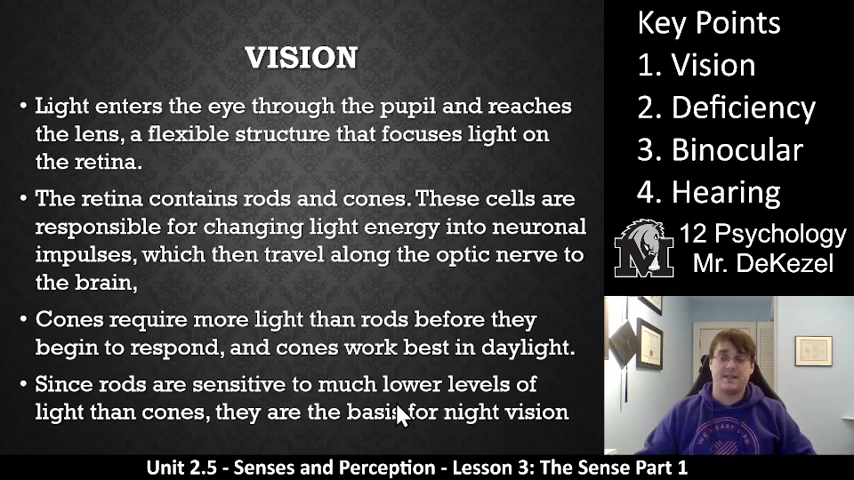 VISION
• Light enters the eye through the pupil and reaches
the lens, a flexible structure that focuses light on
the retina.
• The retina contains rods and cones. These cells are
responsible for changing light energy into neuronal
impulses, which then travel along the optic nerve to
the brain,
• Cones require more light than rods before they
begin to respond, and cones work best in daylight.
• Since rods are sensitive to much lower levels of
light than cones, they are the basis for night vision
Key Points
1. Vision
2. Deficiency
3. Binocular
4. Hearing
M
12 Psychology
Mr. DeKezel
Unit 2.5 - Senses and Perception - Lesson 3: The Sense Part 1